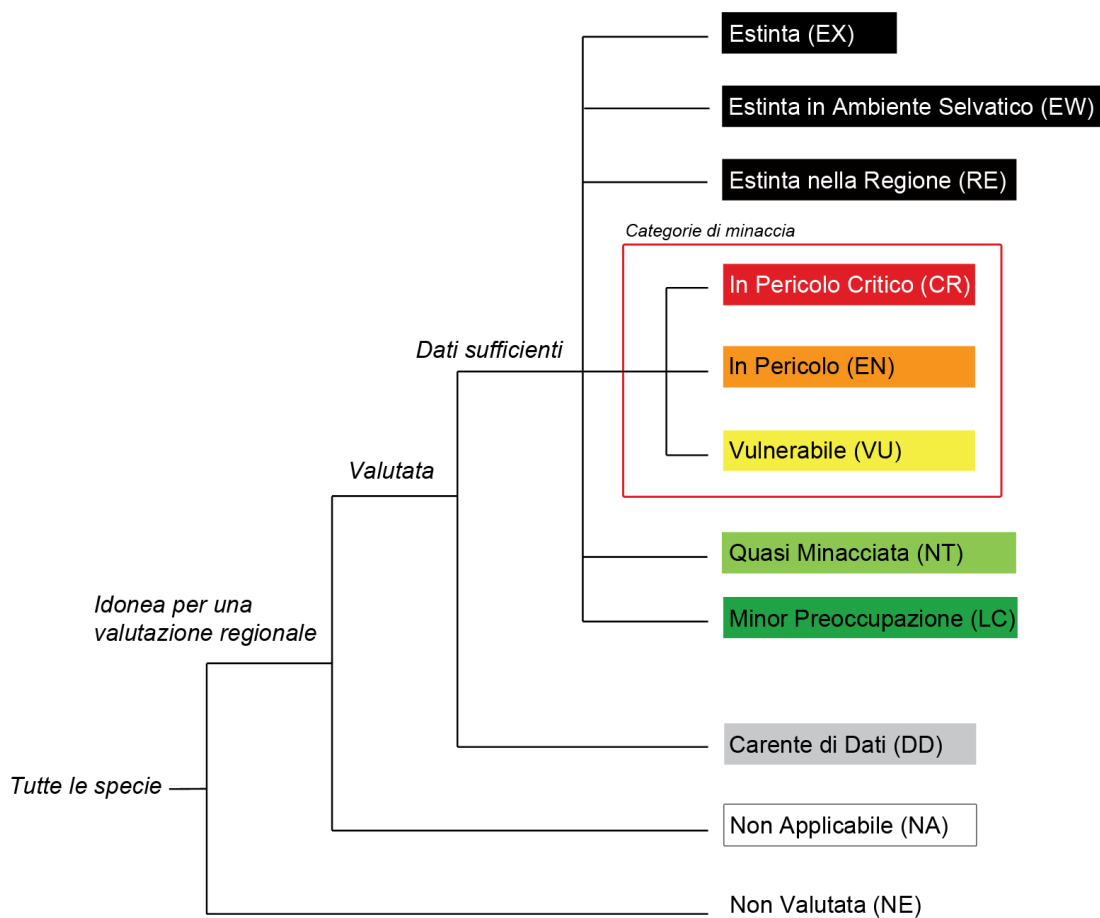 Estinta (EX)
Estinta in Ambiente Selvatico (EW)
Estinta nella Regione (RE)
Categorie di minaccia
In Pericolo Critico (CR)
Dati sufficienti
In Pericolo (EN)
Vulnerabile (VU)
Valutata
Quasi Minacciata (NT)
Idonea per una
valutazione regionale
Minor Preoccupazione (LC)
Carente di Dati (DD)
Tutte le specie
Non Applicabile (NA)
Non Valutata (NE)